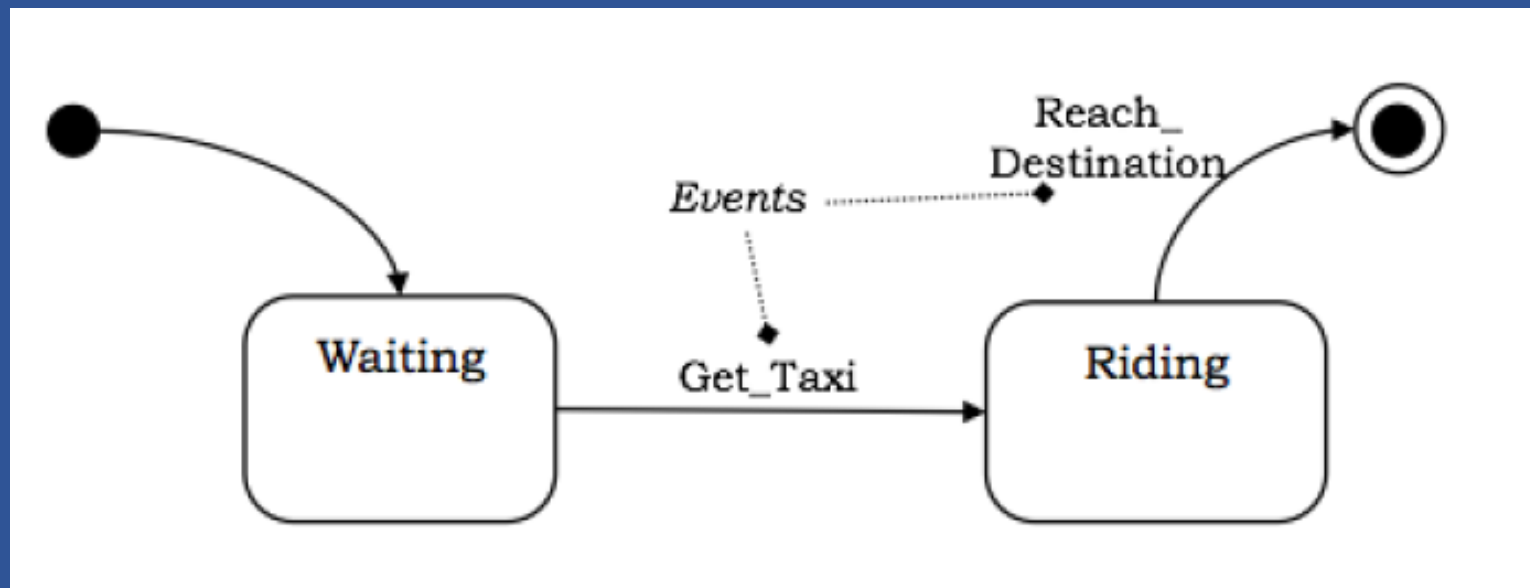 Reach_
Destination
Events
Waiting
Get_Taxi
Riding